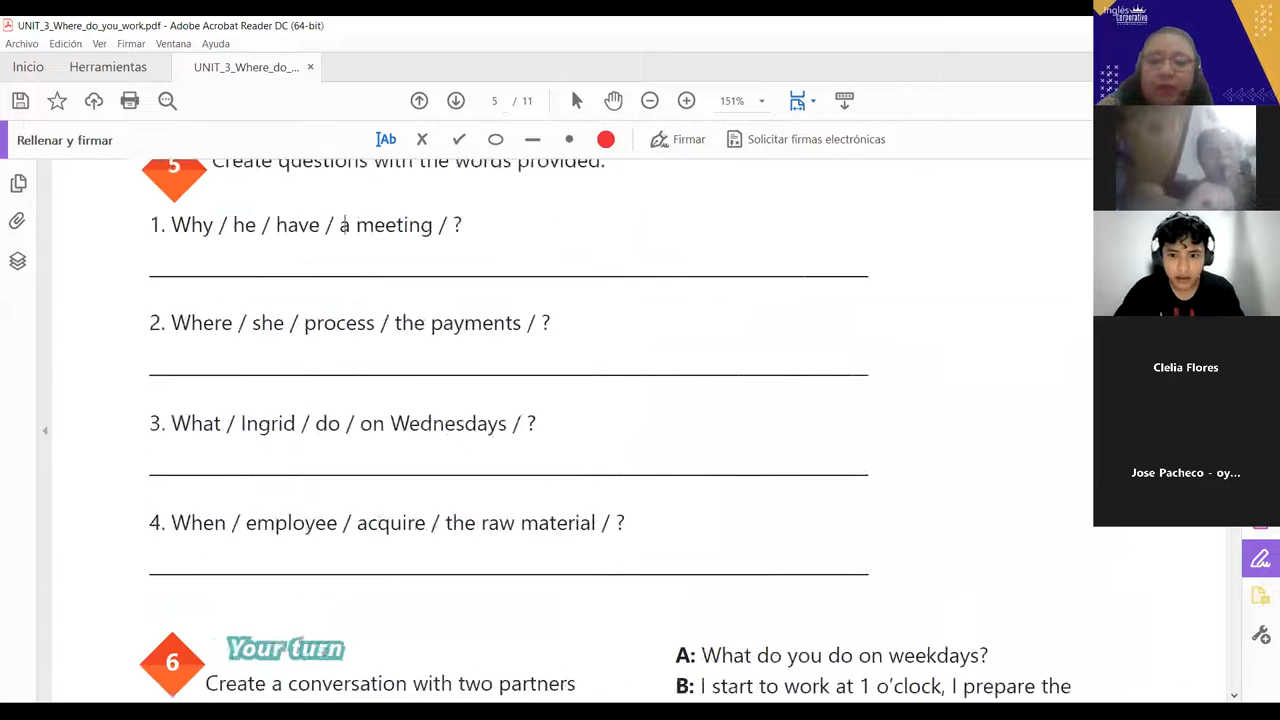 UNIT_3_Where_do_you_work.pdf - Adobe Acrobat Reader DC (64-bit)
Archivo Edición Ver Firmar Ventana Ayuda
Inicio Herramientas UNIT_3_Where_do_... ×
5 / 11 151%
Rellenar y firmar Ab Firmar Solicitar firmas electrónicas
5 Create questions with the words provided.
1. Why / he / have / a meeting / ?
2. Where / she / process / the payments / ?
3. What / Ingrid / do / on Wednesdays / ?
4. When / employee / acquire / the raw material / ?
6 Your turn
Create a conversation with two partners
A: What do you do on weekdays?
B: I start to work at 1 o'clock, I prepare the
Inglés Corporativo
Clelia Flores
Jose Pacheco - oy...